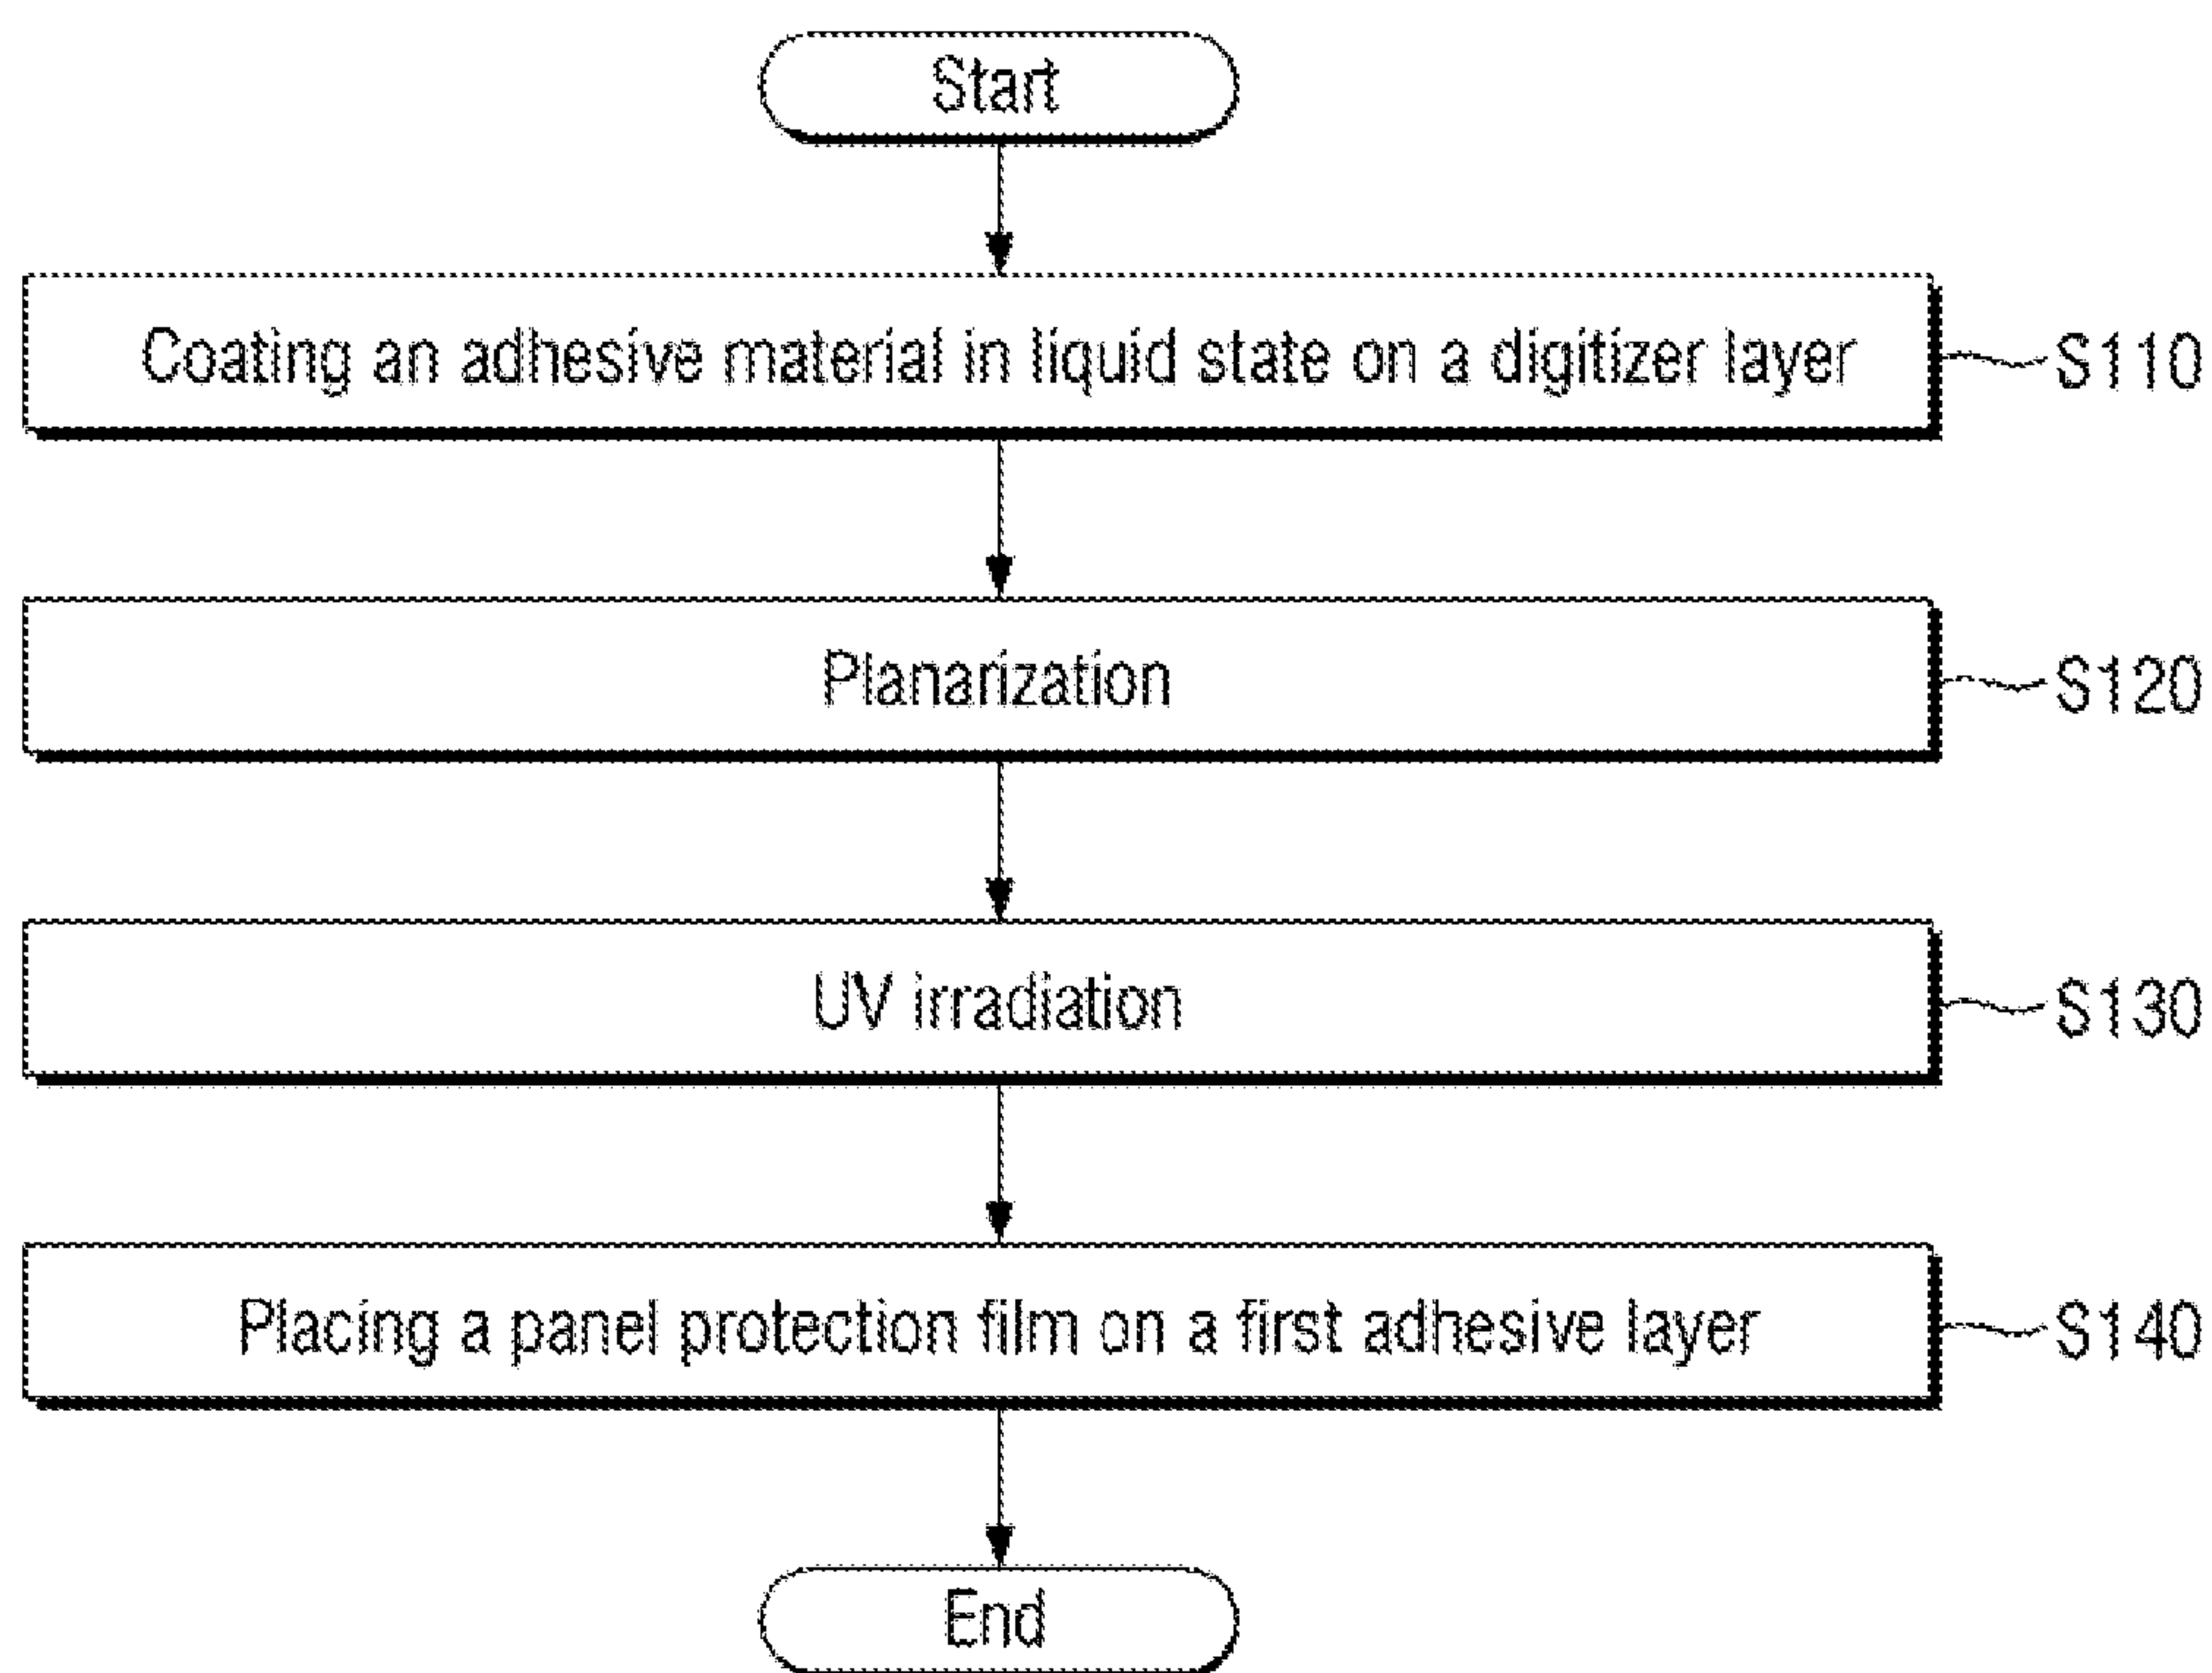 Start
Coating an adhesive material in liquid state on a digitizer layer
S110
Planarization
S120
UV irradiation
S130
Placing a panel protection film on a first adhesive layer
S140
End